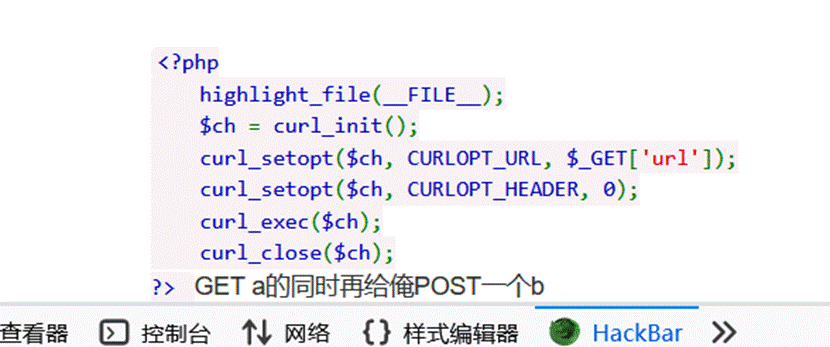 <?php
highlight_file(__FILE__);
$ch = curl_init();
curl_setopt($ch, CURLOPT_URL, $_GET['url']);
curl_setopt($ch, CURLOPT_HEADER, 0);
curl_exec($ch);
curl_close($ch);
?> GET a的同时再给俺POST一个b
查看器 控制台 网络 {} 样式编辑器 HackBar